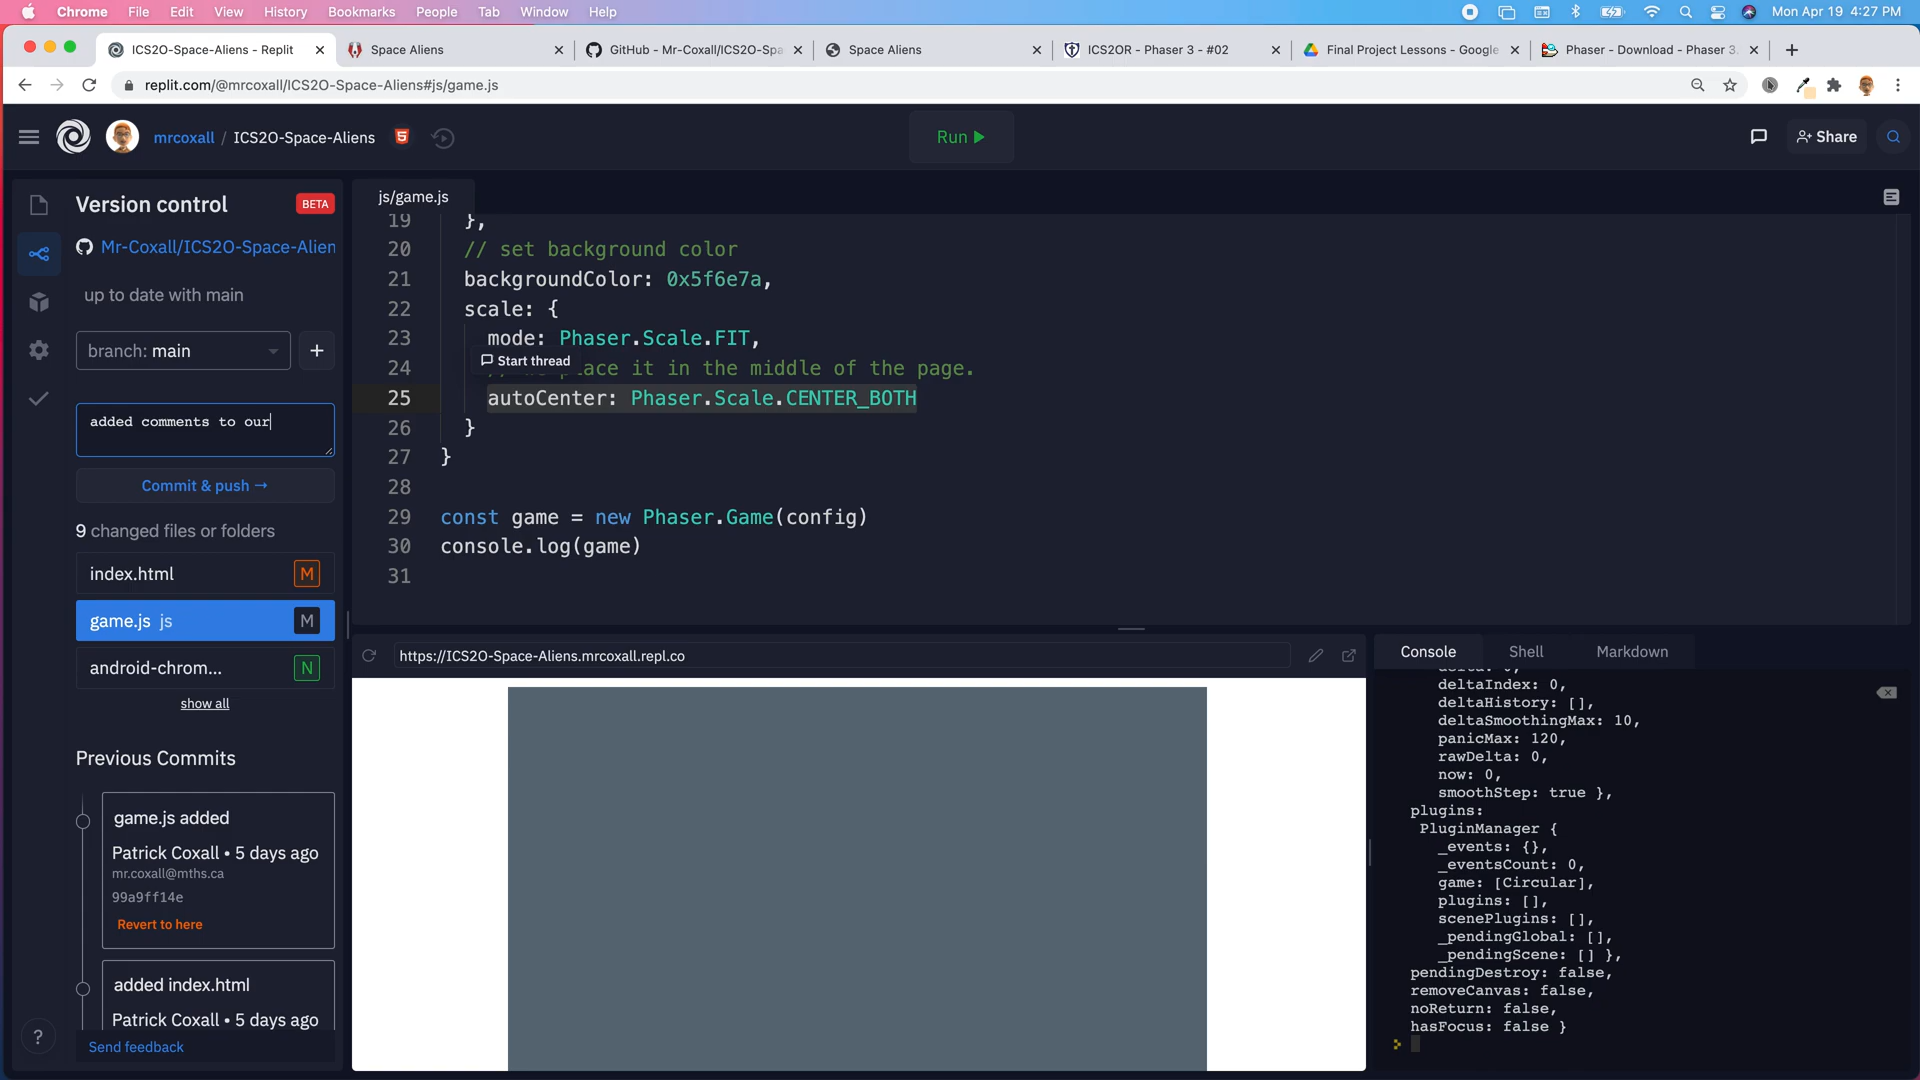 Chrome File Edit View History Bookmarks People Tab Window Help Mon Apr 19 4:27 PM
ICS2O-Space-Aliens - Replit Space Aliens GitHub - Mr-Coxall/ICS2O-Spa Space Aliens ICS2OR - Phaser 3 - #02 Final Project Lessons - Google Phaser - Download - Phaser 3.
replit.com/@mrcoxall/ICS2O-Space-Aliens#js/game.js
mrcoxall / ICS2O-Space-Aliens Run Share
Version control BETA
Mr-Coxall/ICS2O-Space-Alien
up to date with main
branch: main
added comments to our
Commit & push →
9 changed files or folders
index.html M
game.js js M
android-chrom... N
show all
Previous Commits
game.js added
Patrick Coxall • 5 days ago
mr.coxall@mths.ca
99a9ff14e
Revert to here
added index.html
Patrick Coxall • 5 days ago
Send feedback
?
js/game.js
19 },
20 // set background color
21 backgroundColor: 0x5f6e7a,
22 scale: {
23 mode: Phaser.Scale.FIT,
Start thread
24 place it in the middle of the page.
25 autoCenter: Phaser.Scale.CENTER_BOTH
26 }
27 }
28
29 const game = new Phaser.Game(config)
30 console.log(game)
31
https://ICS2O-Space-Aliens.mrcoxall.repl.co
Console Shell Markdown
delta: 0,
deltaIndex: 0,
deltaHistory: [],
deltaSmoothingMax: 10,
panicMax: 120,
rawDelta: 0,
now: 0,
smoothStep: true },
plugins:
PluginManager {
_events: {},
_eventsCount: 0,
game: [Circular],
plugins: [],
scenePlugins: [],
_pendingGlobal: [],
_pendingScene: [] },
pendingDestroy: false,
removeCanvas: false,
noReturn: false,
hasFocus: false }